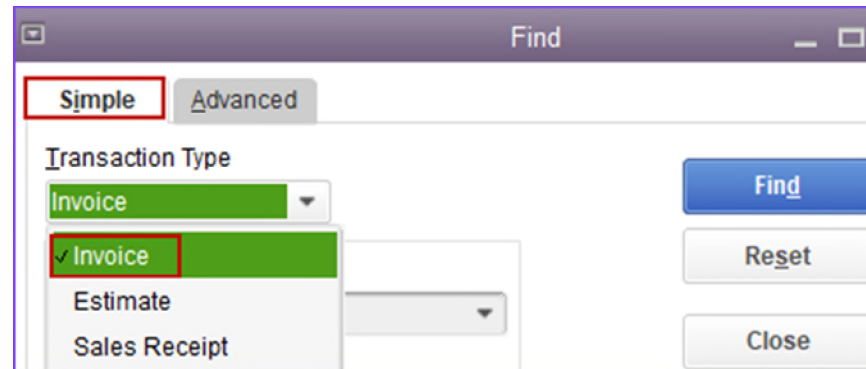 Find
Simple Advanced
Transaction Type
Invoice
Find
✓ Invoice
Reset
Estimate
Sales Receipt
Close